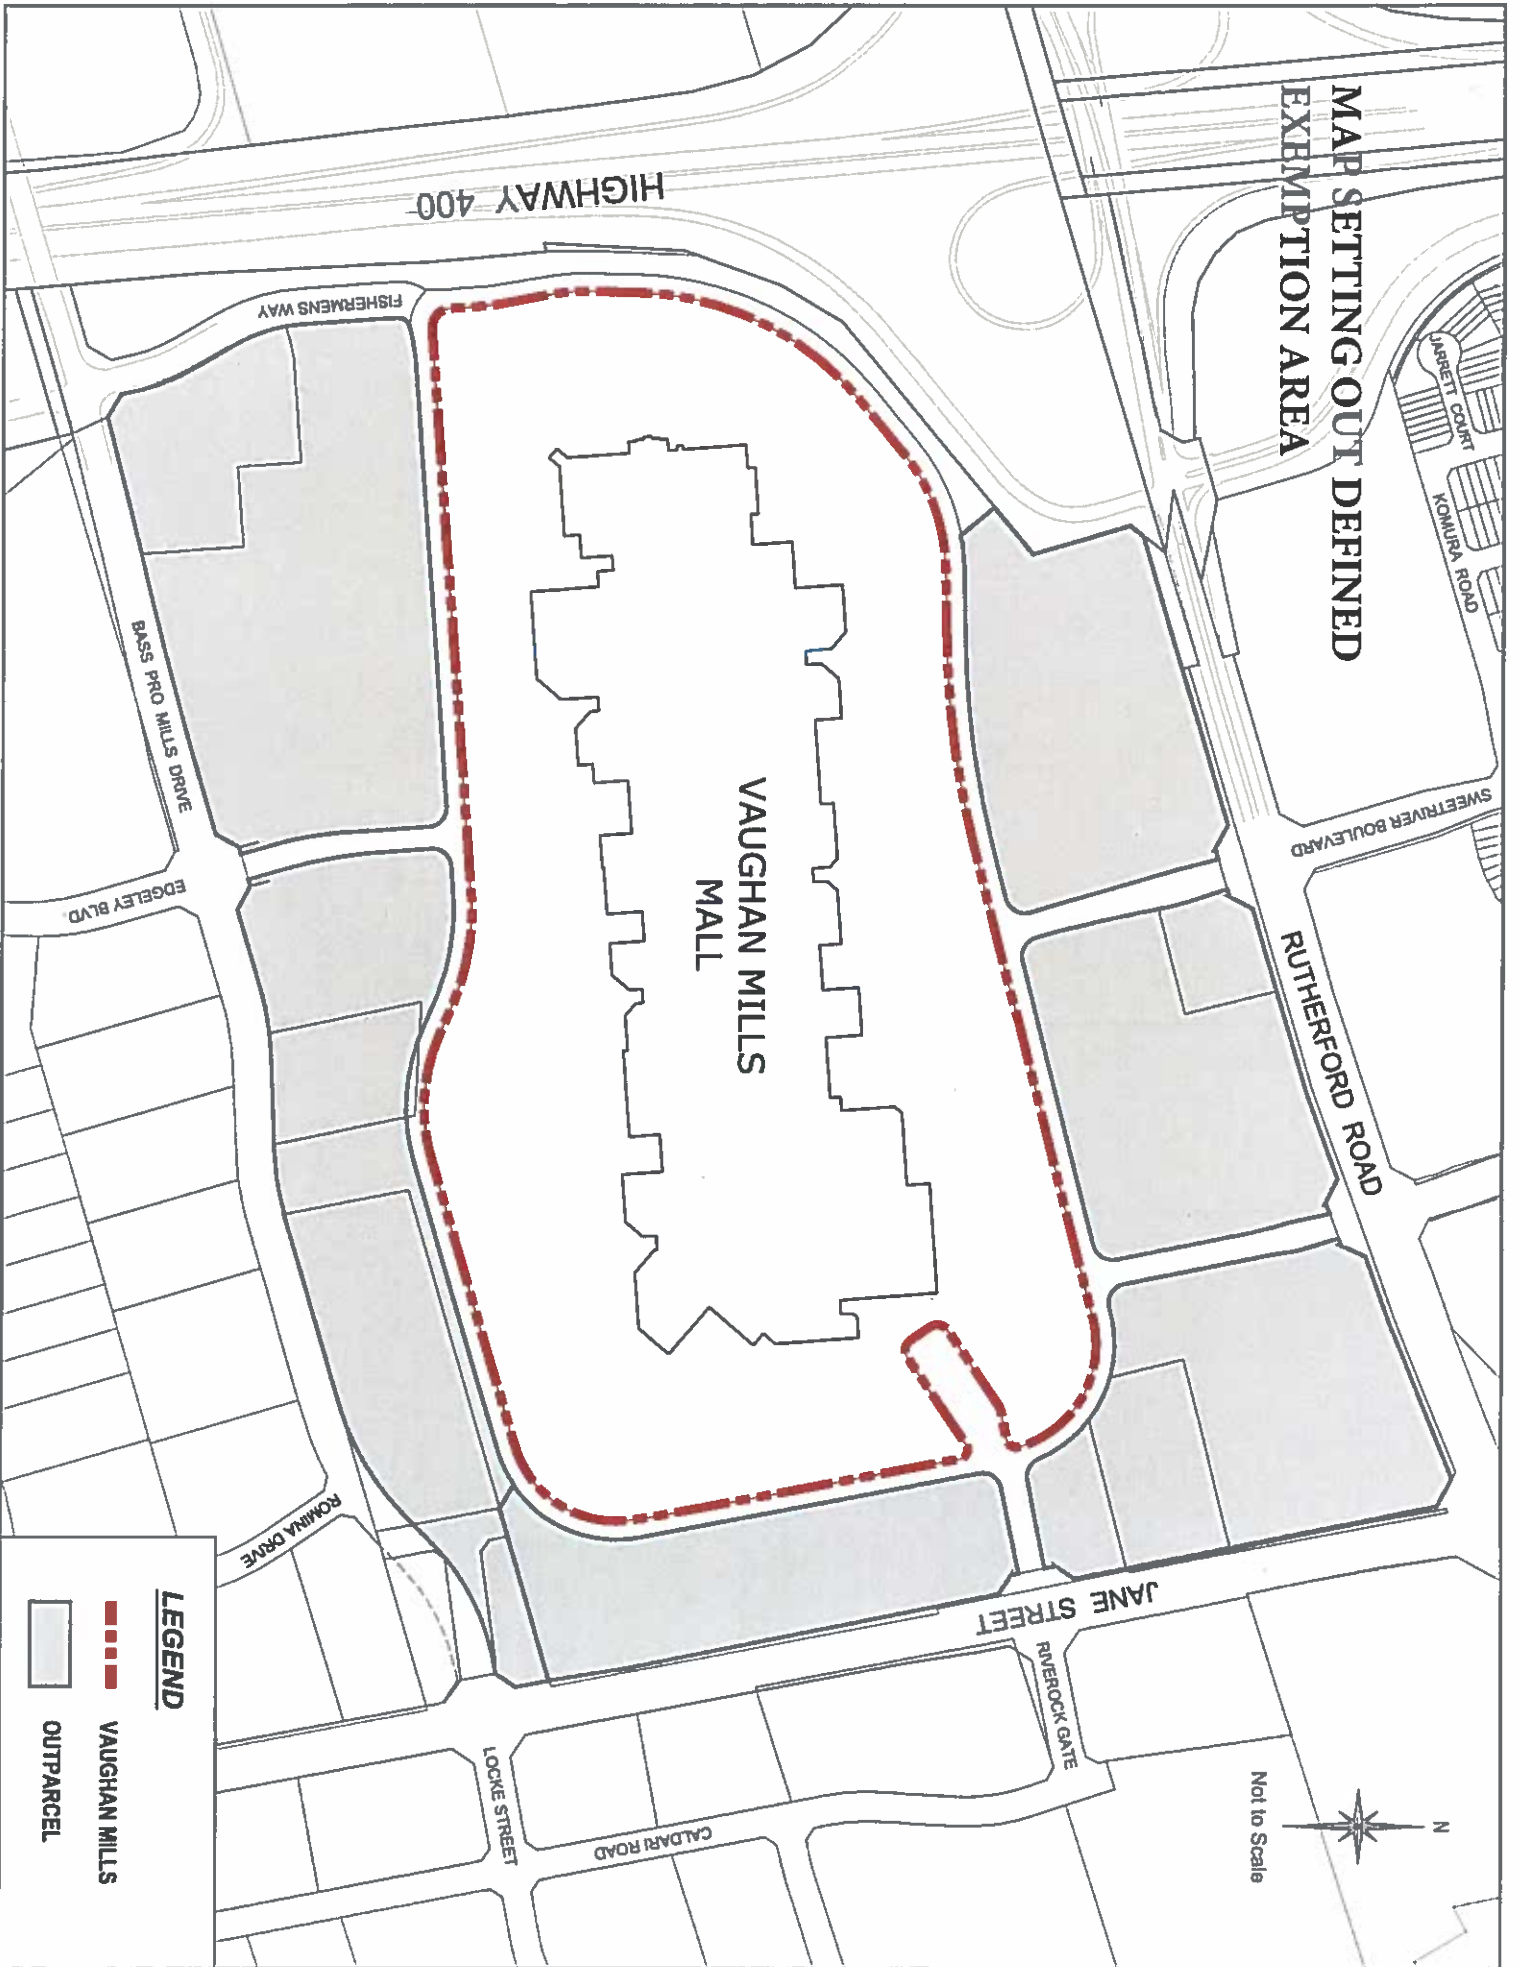 MAP SETTING OUT DEFINED
EXEMPTION AREA
JARRETT COURT
KOMURA ROAD
HIGHWAY 400
FISHERMENS WAY
SWEETRIVER BOULEVARD
RUTHERFORD ROAD
VAUGHAN MILLS
MALL
BASS PRO MILLS DRIVE
EDGELEY BLVD.
ROMINA DRIVE
JANE STREET
RIVEROCK GATE
LOCKE STREET
CALDARI ROAD
N
Not to Scale
LEGEND
VAUGHAN MILLS
OUTPARCEL